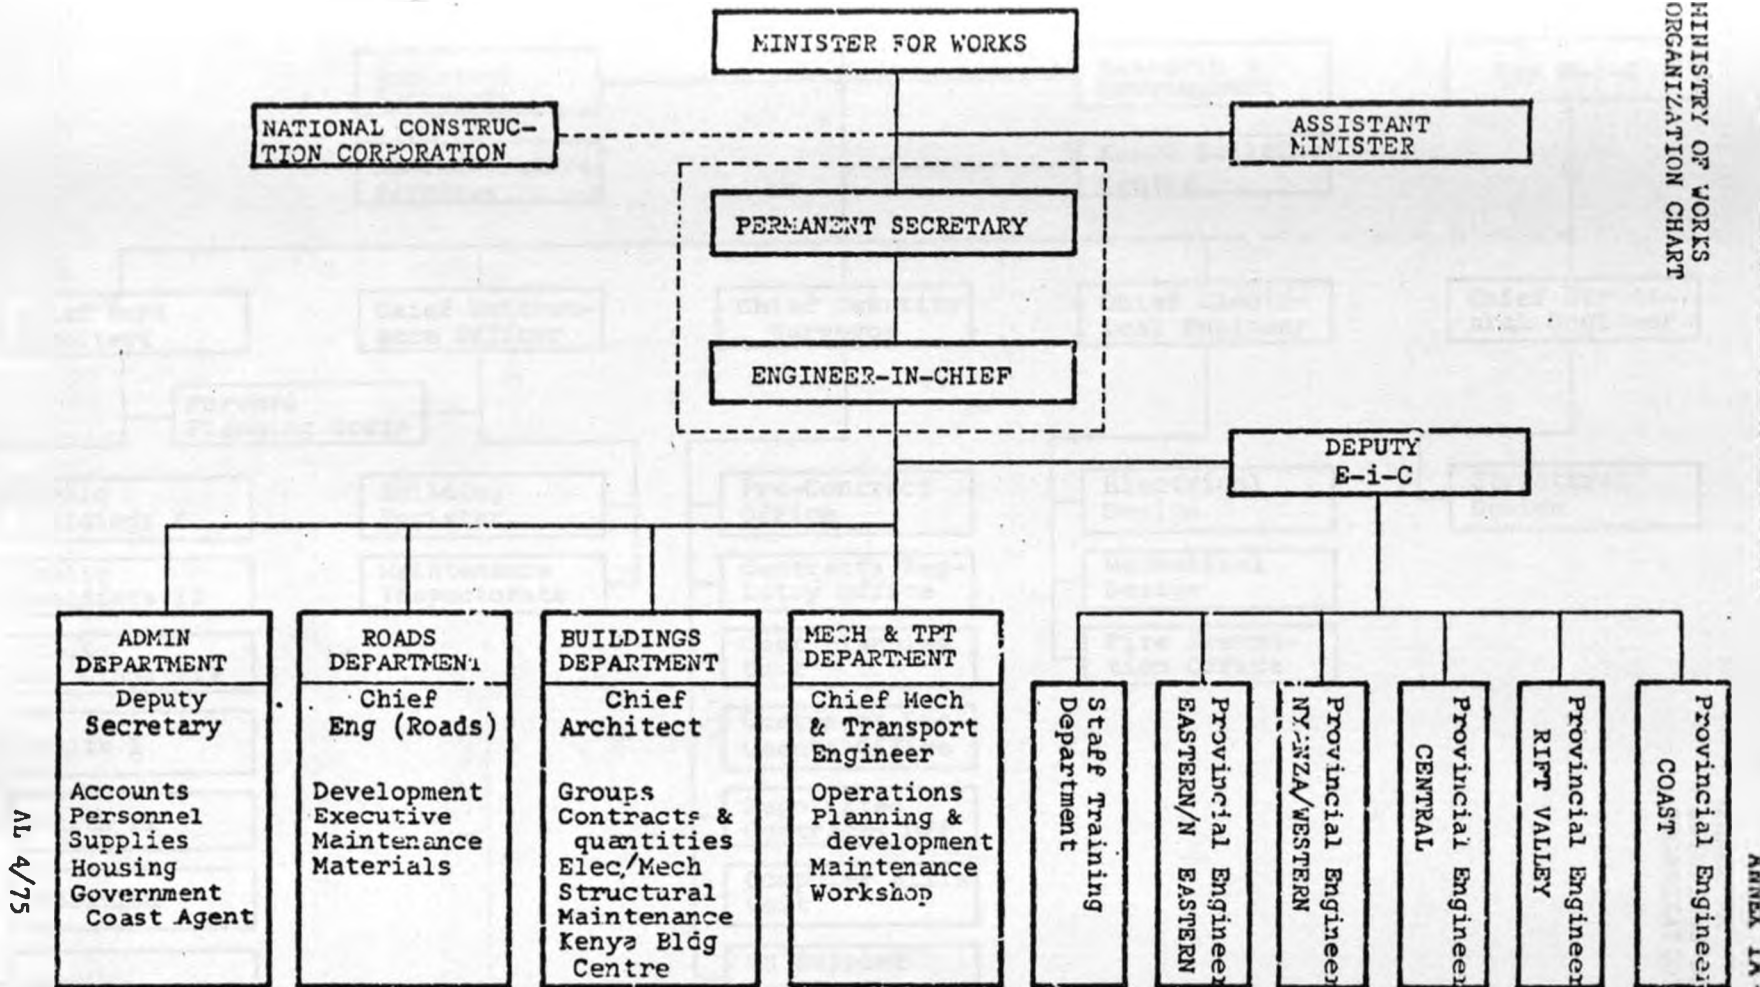 MINISTRY OF WORKS
ORGANIZATION CHART
MINISTER FOR WORKS
NATIONAL CONSTRUC-
TION CORPORATION
ASSISTANT
MINISTER
PERMANENT SECRETARY
ENGINEER-IN-CHIEF
DEPUTY
E-i-C
ADMIN
DEPARTMENT
Deputy
Secretary
Accounts
Personnel
Supplies
Housing
Government
Coast Agent
ROADS
DEPARTMENT
Chief
Eng (Roads)
Development
Executive
Maintenance
Materials
BUILDINGS
DEPARTMENT
Chief
Architect
Groups
Contracts &
quantities
Elec/Mech
Structural
Maintenance
Kenya Bldg
Centre
MECH & TPT
DEPARTMENT
Chief Mech
& Transport
Engineer
Operations
Planning &
development
Maintenance
Workshop
Staff Training
Department
Provincial Engineer
EASTERN/N EASTERN
Provincial Engineer
NYANZA/WESTERN
Provincial Engineer
CENTRAL
Provincial Engineer
RIFT VALLEY
Provincial Engineer
COAST
AL 4/75
ANNEX